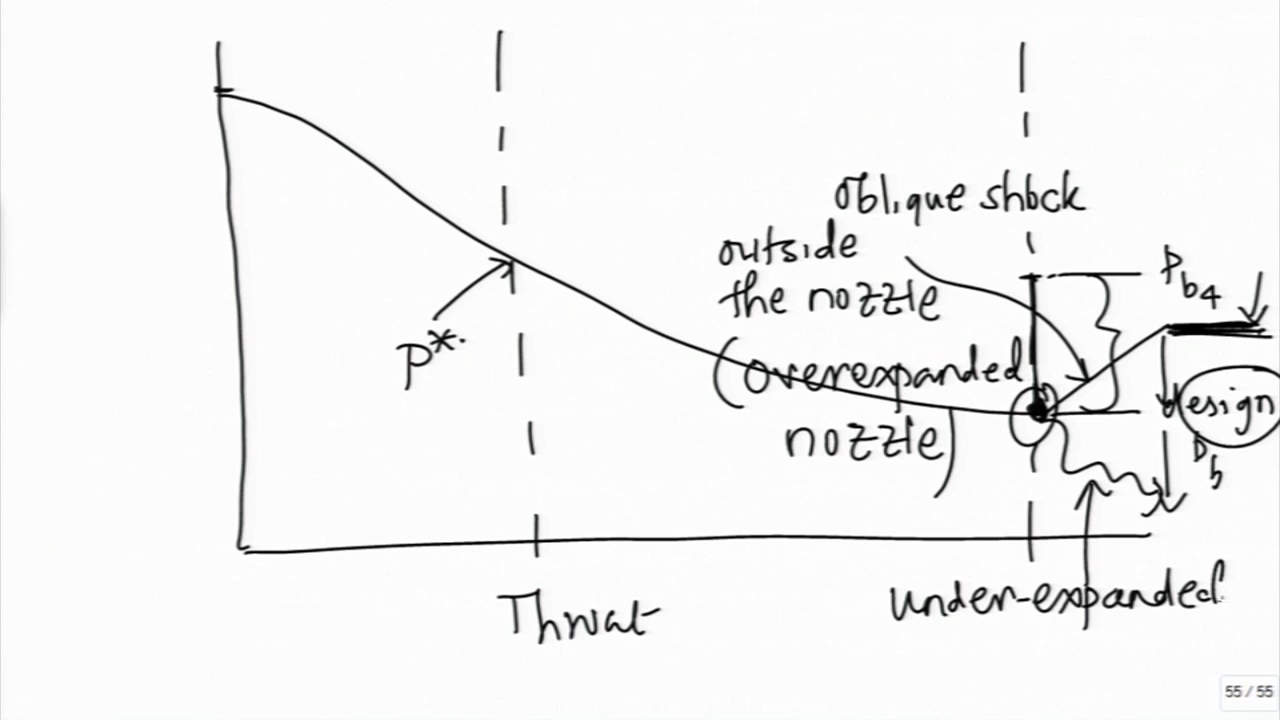 oblique shock
outside
the nozzle
(overexpanded
nozzle)
P*
Pb4
design
Pb
Throat
under-expanded
55 / 55